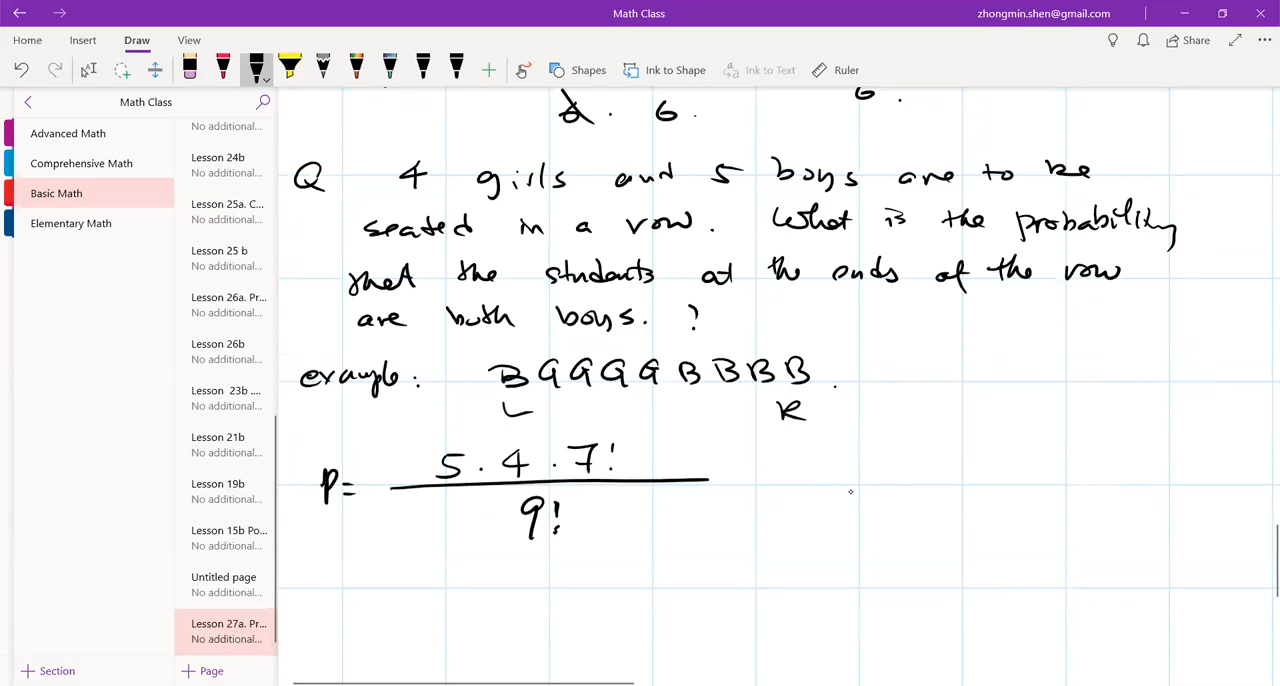 Math Class
zhongmin.shen@gmail.com
Home Insert Draw View
Share
Shapes
Ink to Shape
Ink to Text
Ruler
Math Class
Advanced Math
Comprehensive Math
Basic Math
Elementary Math
Section
No additional...
Lesson 24b
No additional...
Lesson 25a. C...
No additional...
Lesson 25 b
No additional...
Lesson 26a. Pr...
No additional...
Lesson 26b
No additional...
Lesson 23b ....
No additional...
Lesson 21b
No additional...
Lesson 19b
No additional...
Lesson 15b Po...
No additional...
Untitled page
No additional...
Lesson 27a. Pr...
No additional...
Page
d. 6. 6.
Q 4 girls and 5 boys are to be
seated in a row. What is the probability
that the students at the ends of the row
are both boys. ?
example: B G G G G B B B B .
L R
P = 5 · 4 · 7!
9!